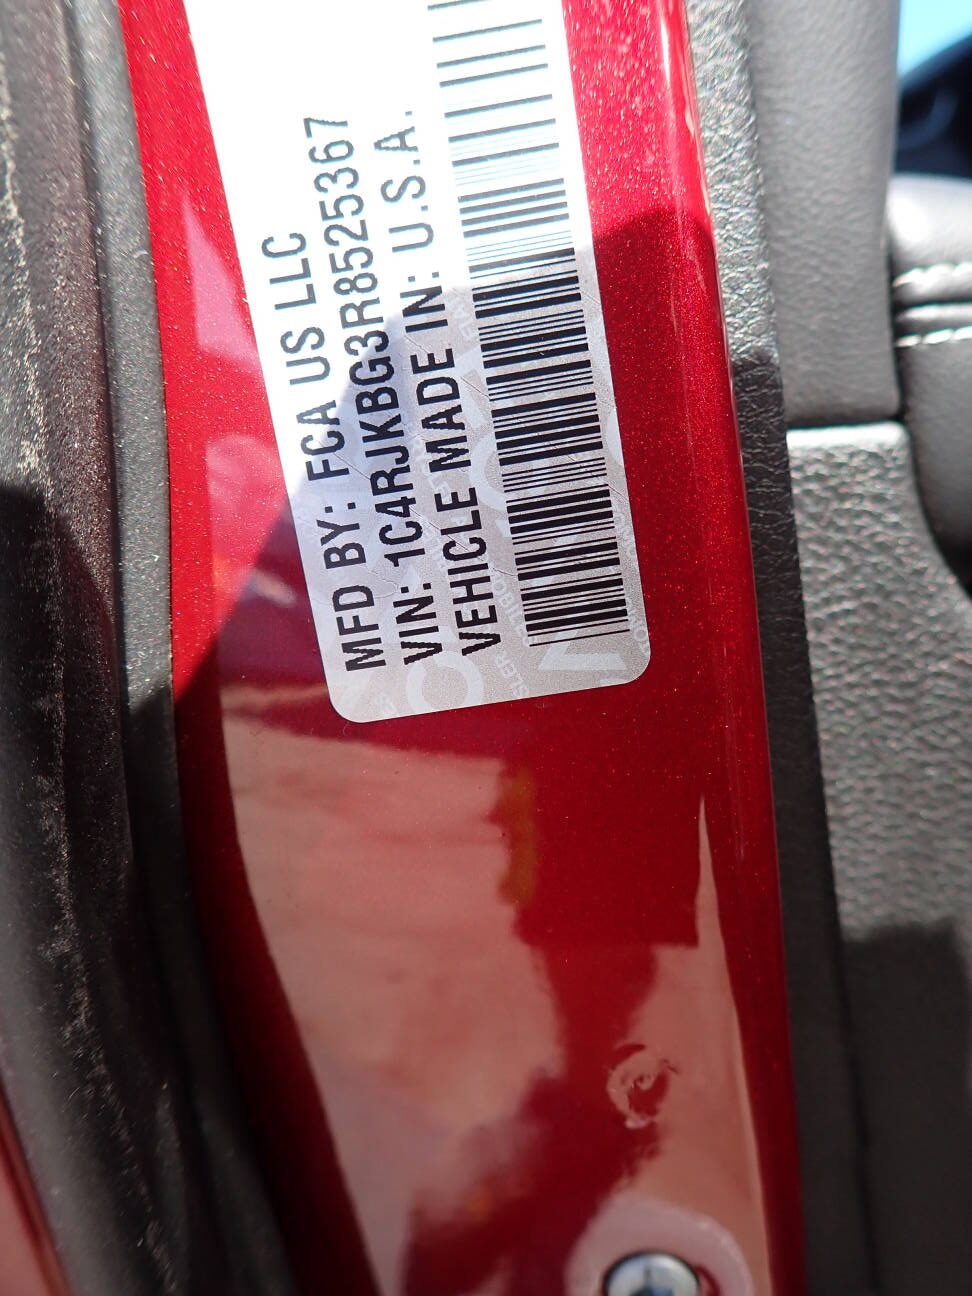 MFD BY: FCA US LLC
VIN: 1C4RJKBG3R8525367
VEHICLE MADE IN: U.S.A.